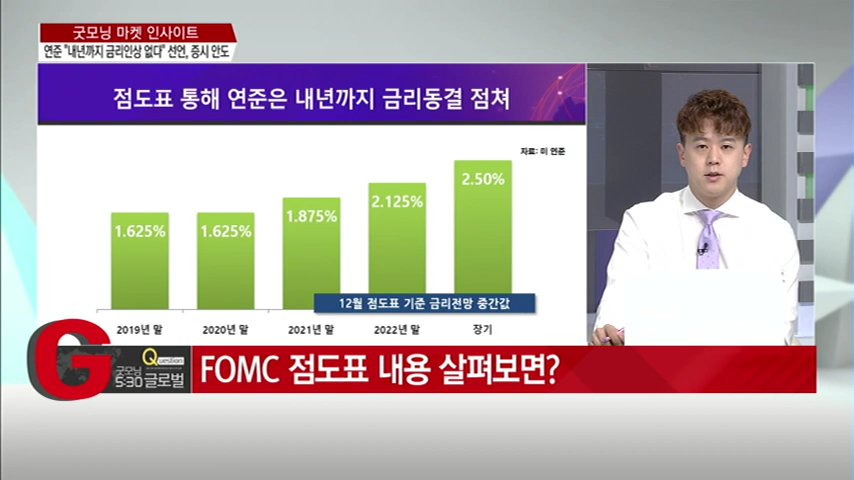 굿모닝 마켓 인사이트
연준 "내년까지 금리인상 없다" 선언, 증시 안도
점도표 통해 연준은 내년까지 금리동결 점쳐
자료: 미 연준
1.625%
1.625%
1.875%
2.125%
2.50%
12월 점도표 기준 금리전망 중간값
2019년 말
2020년 말
2021년 말
2022년 말
장기
G
Question
굿모닝
5:30 글로벌
FOMC 점도표 내용 살펴보면?